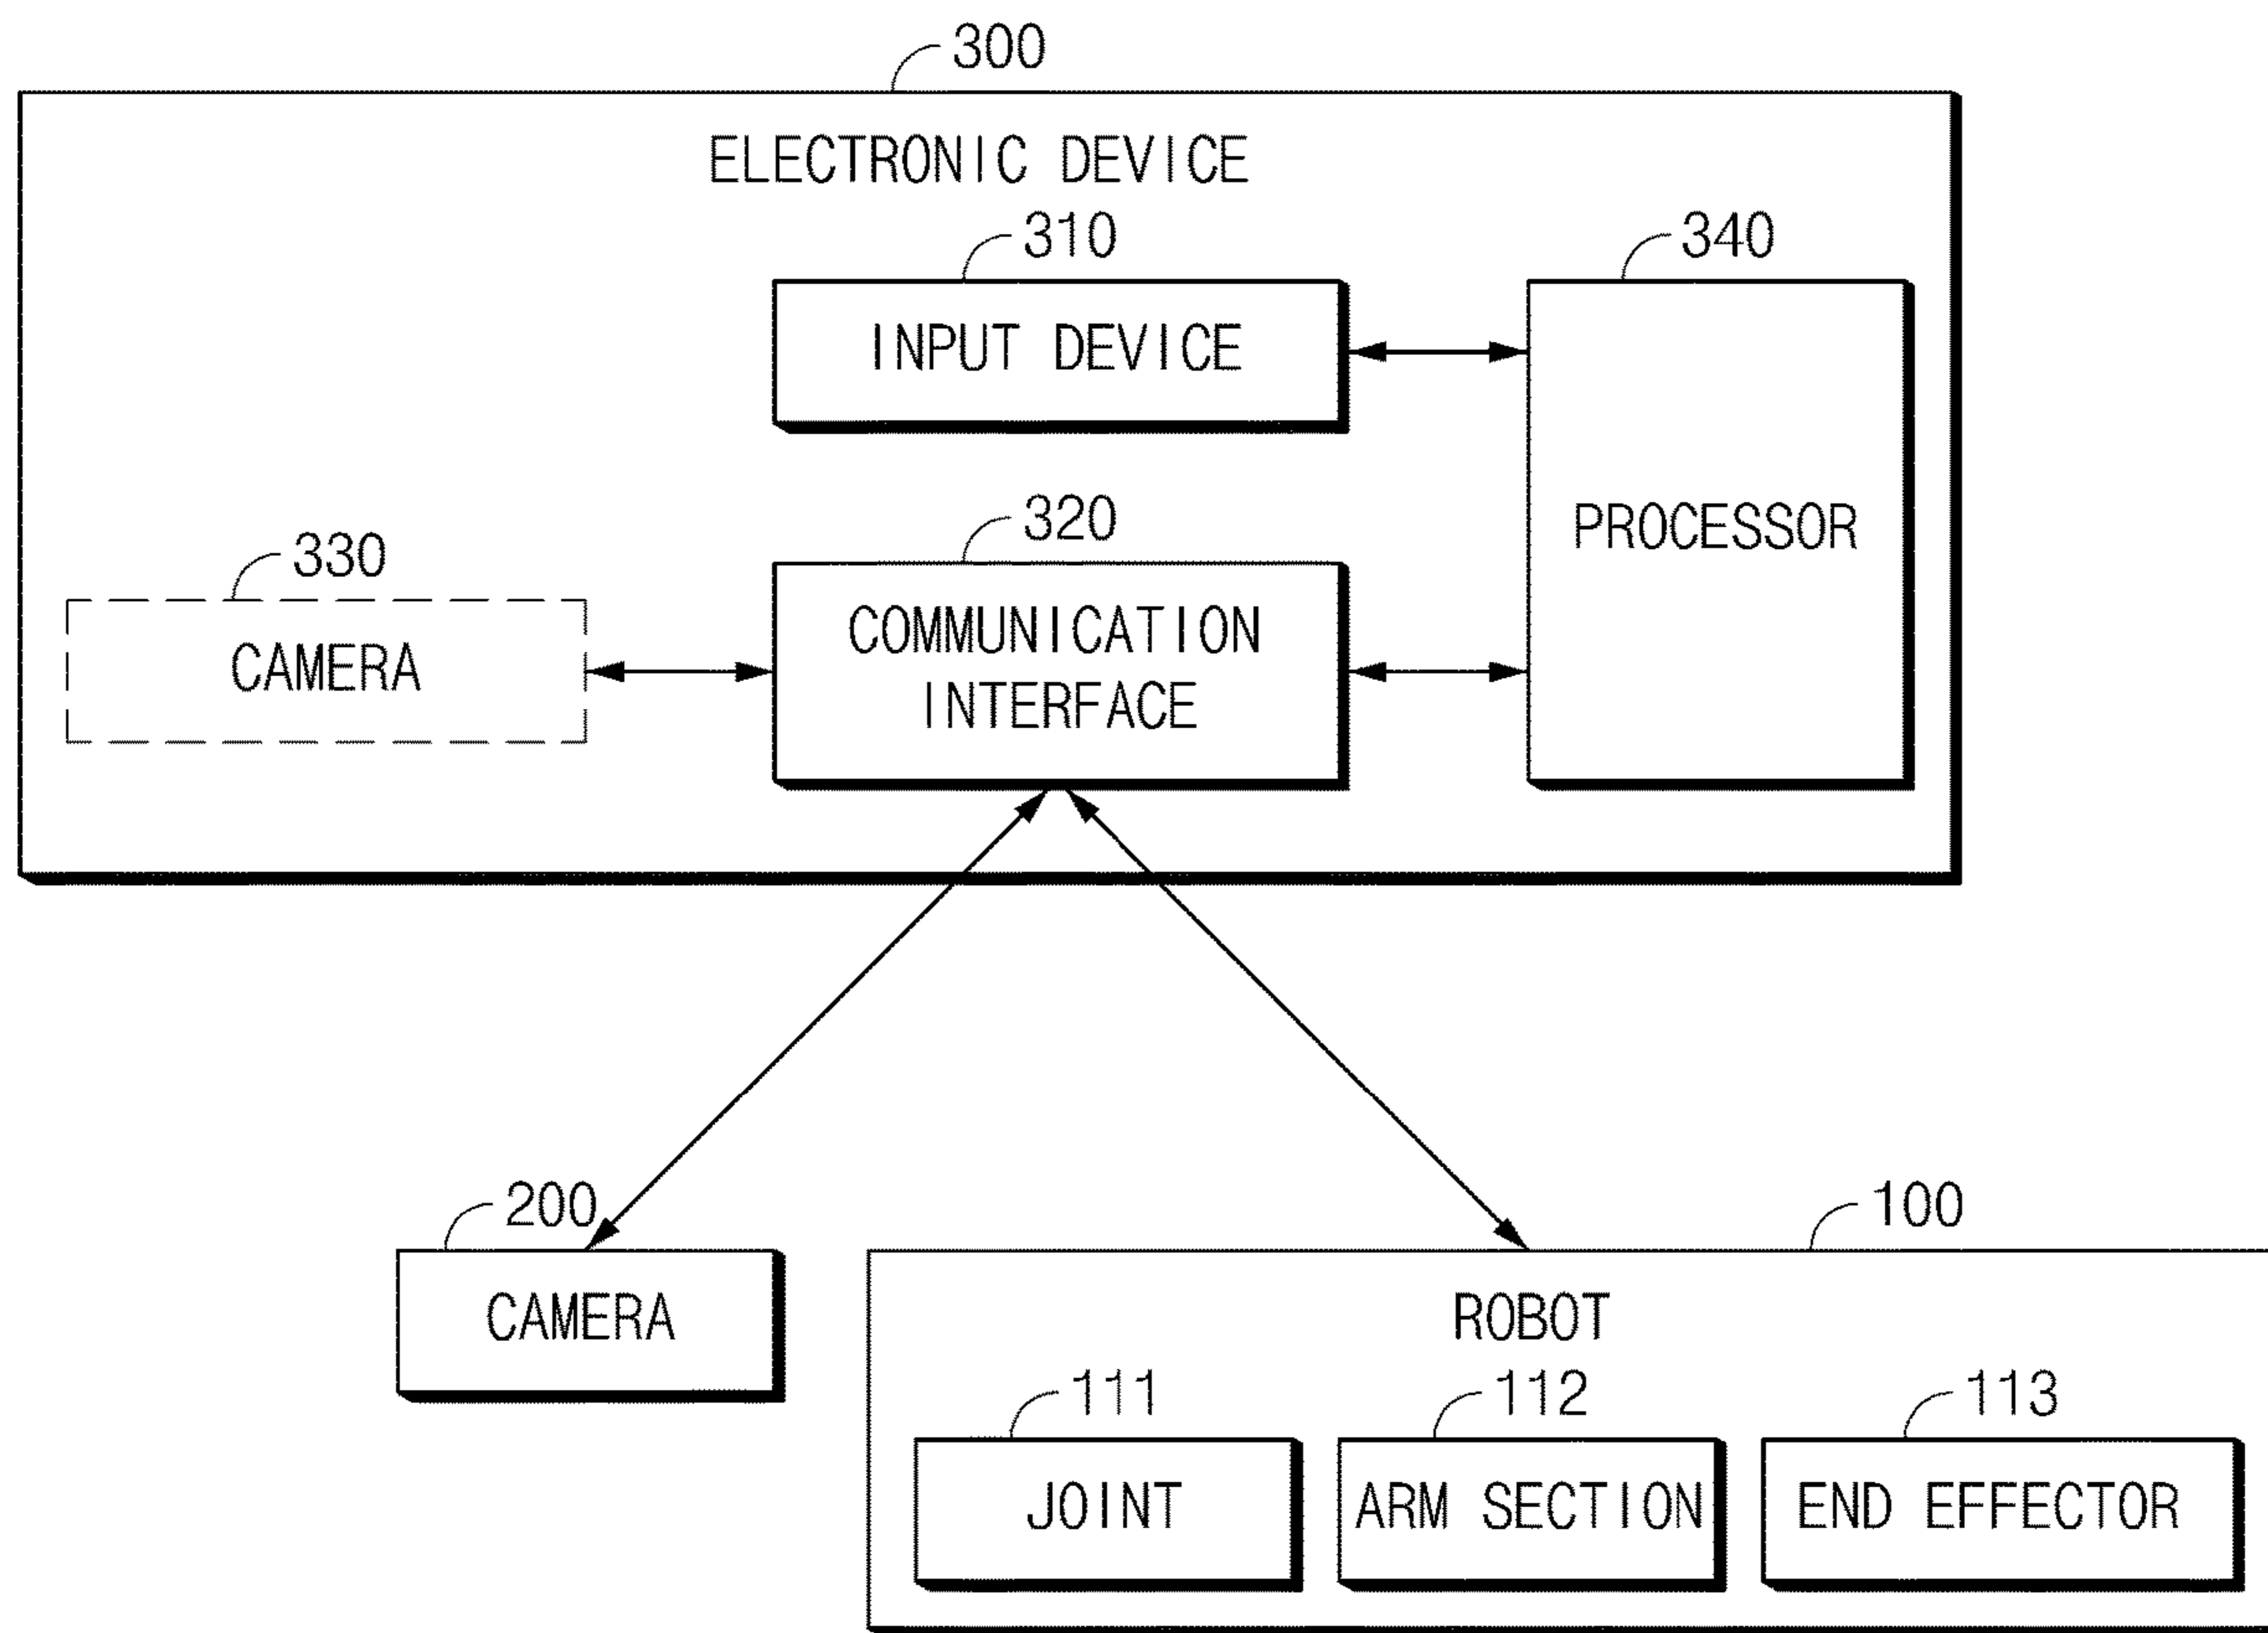 300
ELECTRONIC DEVICE
310
340
INPUT DEVICE
320
PROCESSOR
330
COMMUNICATION
INTERFACE
CAMERA
200
100
CAMERA
ROBOT
111
112
113
JOINT
ARM SECTION
END EFFECTOR